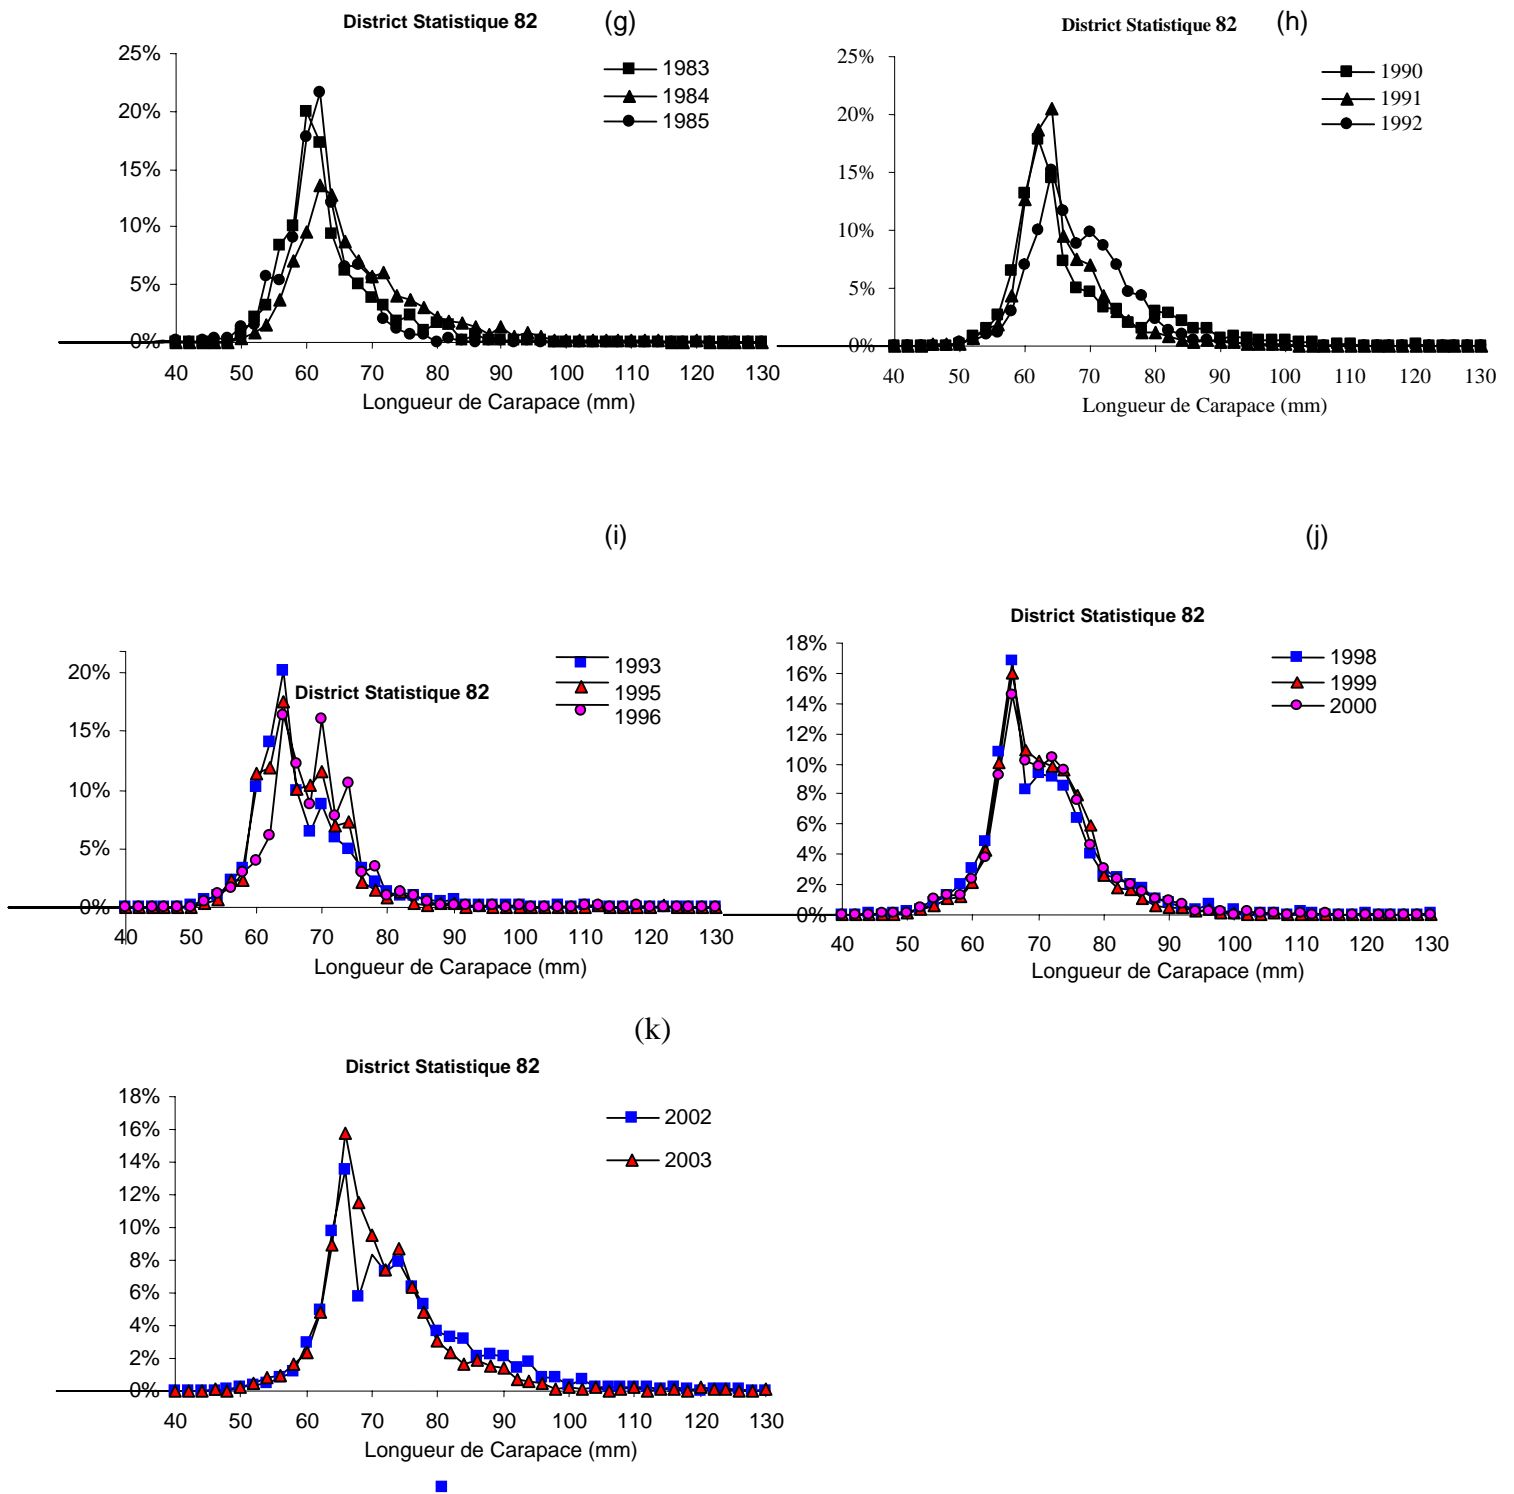 District Statistique 82
(g)
25%
20%
15%
10%
5%
0%
1983
1984
1985
40 50 60 70 80 90 100 110 120 130
Longueur de Carapace (mm)
District Statistique 82
(h)
25%
20%
15%
10%
5%
0%
1990
1991
1992
40 50 60 70 80 90 100 110 120 130
Longueur de Carapace (mm)
(i)
District Statistique 82
20%
15%
10%
5%
0%
1993
1995
1996
40 50 60 70 80 90 100 110 120 130
Longueur de Carapace (mm)
(j)
District Statistique 82
18%
16%
14%
12%
10%
8%
6%
4%
2%
0%
1998
1999
2000
40 50 60 70 80 90 100 110 120 130
Longueur de Carapace (mm)
(k)
District Statistique 82
18%
16%
14%
12%
10%
8%
6%
4%
2%
0%
2002
2003
40 50 60 70 80 90 100 110 120 130
Longueur de Carapace (mm)